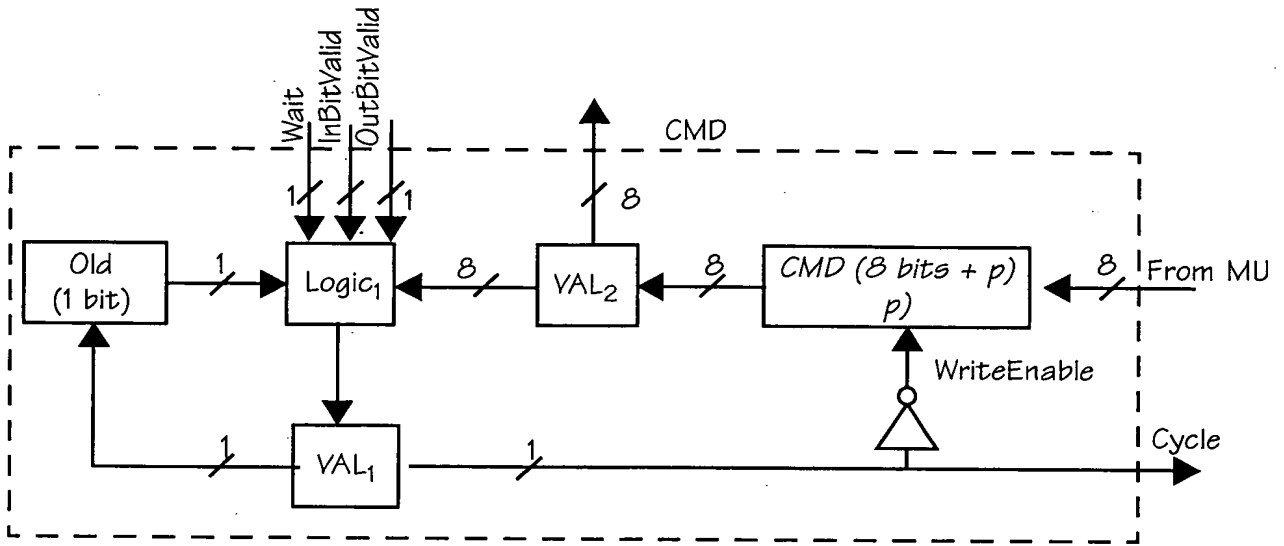 Wait
InBitValid
OutBitValid
CMD
1
1
8
Old
(1 bit)
1
Logic1
8
VAL2
8
CMD (8 bits + p)
p)
8
From MU
WriteEnable
1
VAL1
1
Cycle